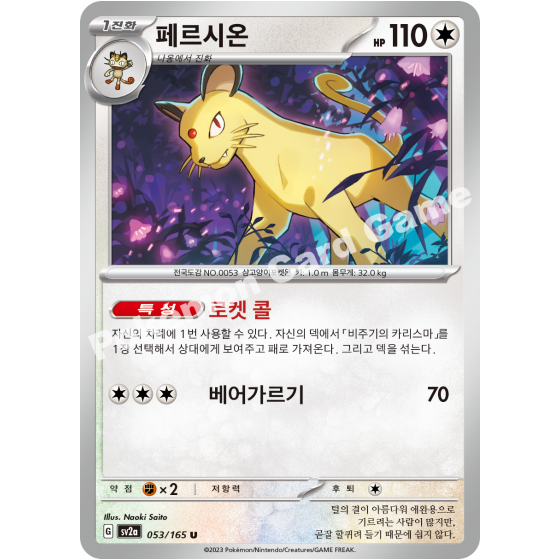 1진화
페르시온
HP 110
나옹에서 진화
전국도감 NO.0053 샴고양이포켓몬 키: 1.0 m 몸무게: 32.0 kg
특성 로켓 콜
자신의 차례에 1번 사용할 수 있다. 자신의 덱에서 「비주기의 카리스마」를
1장 선택해서 상대에게 보여주고 패로 가져온다. 그리고 덱을 섞는다.
베어가르기 70
약점 ×2 저항력 후퇴
Illus. Naoki Saito
G sv2a 053/165 U
털의 결이 아름다워 애완용으로
기르려는 사람이 많지만,
곧잘 할퀴려 들기 때문에 쉽지 않다.
©2023 Pokémon/Nintendo/Creatures/GAME FREAK.
Pokémon Card Game